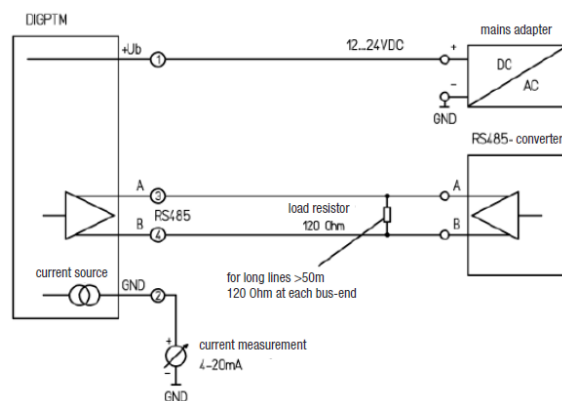 DIGPTM
mains adapter
+Ub
1
12...24VDC
+
DC
AC
-
GND
RS485- converter
A
3
A
RS485
load resistor
120 Ohm
B
4
B
for long lines >50m
120 Ohm at each bus-end
current source
GND
2
+
current measurement
4-20mA
-
GND